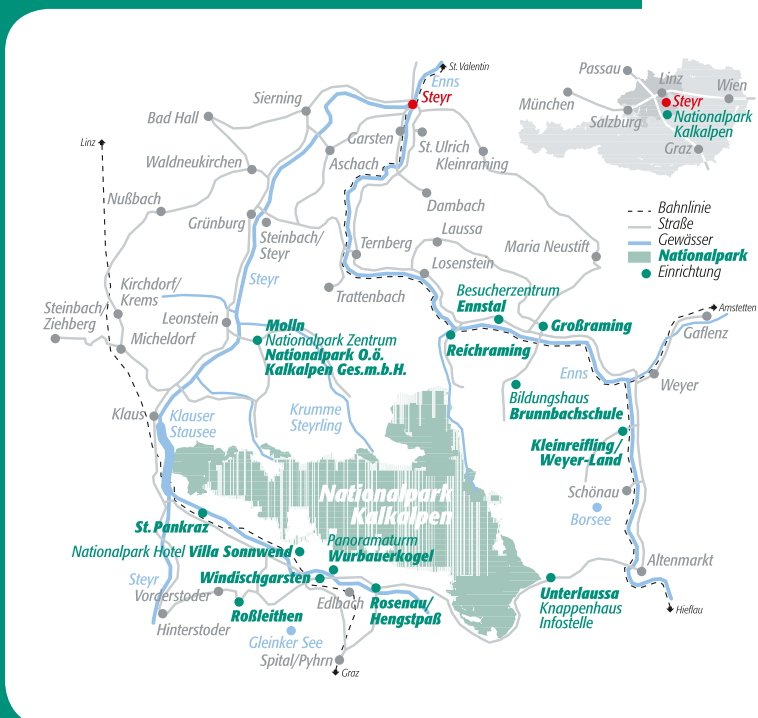 St. Valentin
Enns
Steyr
Sierning
Bad Hall
Garsten
St. Ulrich
Kleinraming
Linz
Aschach
Waldneukirchen
Nußbach
Dambach
Grünburg
Steinbach/
Steyr
Laussa
Ternberg
Maria Neustift
Losenstein
Steyr
Trattenbach
Kirchdorf/
Krems
Steinbach/
Ziehberg
Leonstein
Micheldorf
Besucherzentrum
Ennstal
Großraming
Reichraming
Molln
Nationalpark Zentrum
Nationalpark O.ö.
Kalkalpen Ges.m.b.H.
Amstetten
Gaflenz
Enns
Weyer
Bildungshaus
Brunnbachschule
Klaus
Klauser
Stausee
Krumme
Steyrling
Kleinreifling/
Weyer-Land
Schönau
Borsee
Nationalpark
Kalkalpen
St. Pankraz
Nationalpark Hotel Villa Sonnwend
Panoramaturm
Wurbauerkogel
Windischgarsten
Steyr
Vorderstoder
Roßleithen
Edlbach
Rosenau/
Hengstpaß
Hinterstoder
Gleinker See
Spital/Pyhrn
Graz
Altenmarkt
Unterlaussa
Knappenhaus
Infostelle
Hieflau
Passau
Linz
Wien
München
Steyr
Salzburg
Nationalpark
Kalkalpen
Graz
Bahnlinie
Straße
Gewässer
Nationalpark
Einrichtung